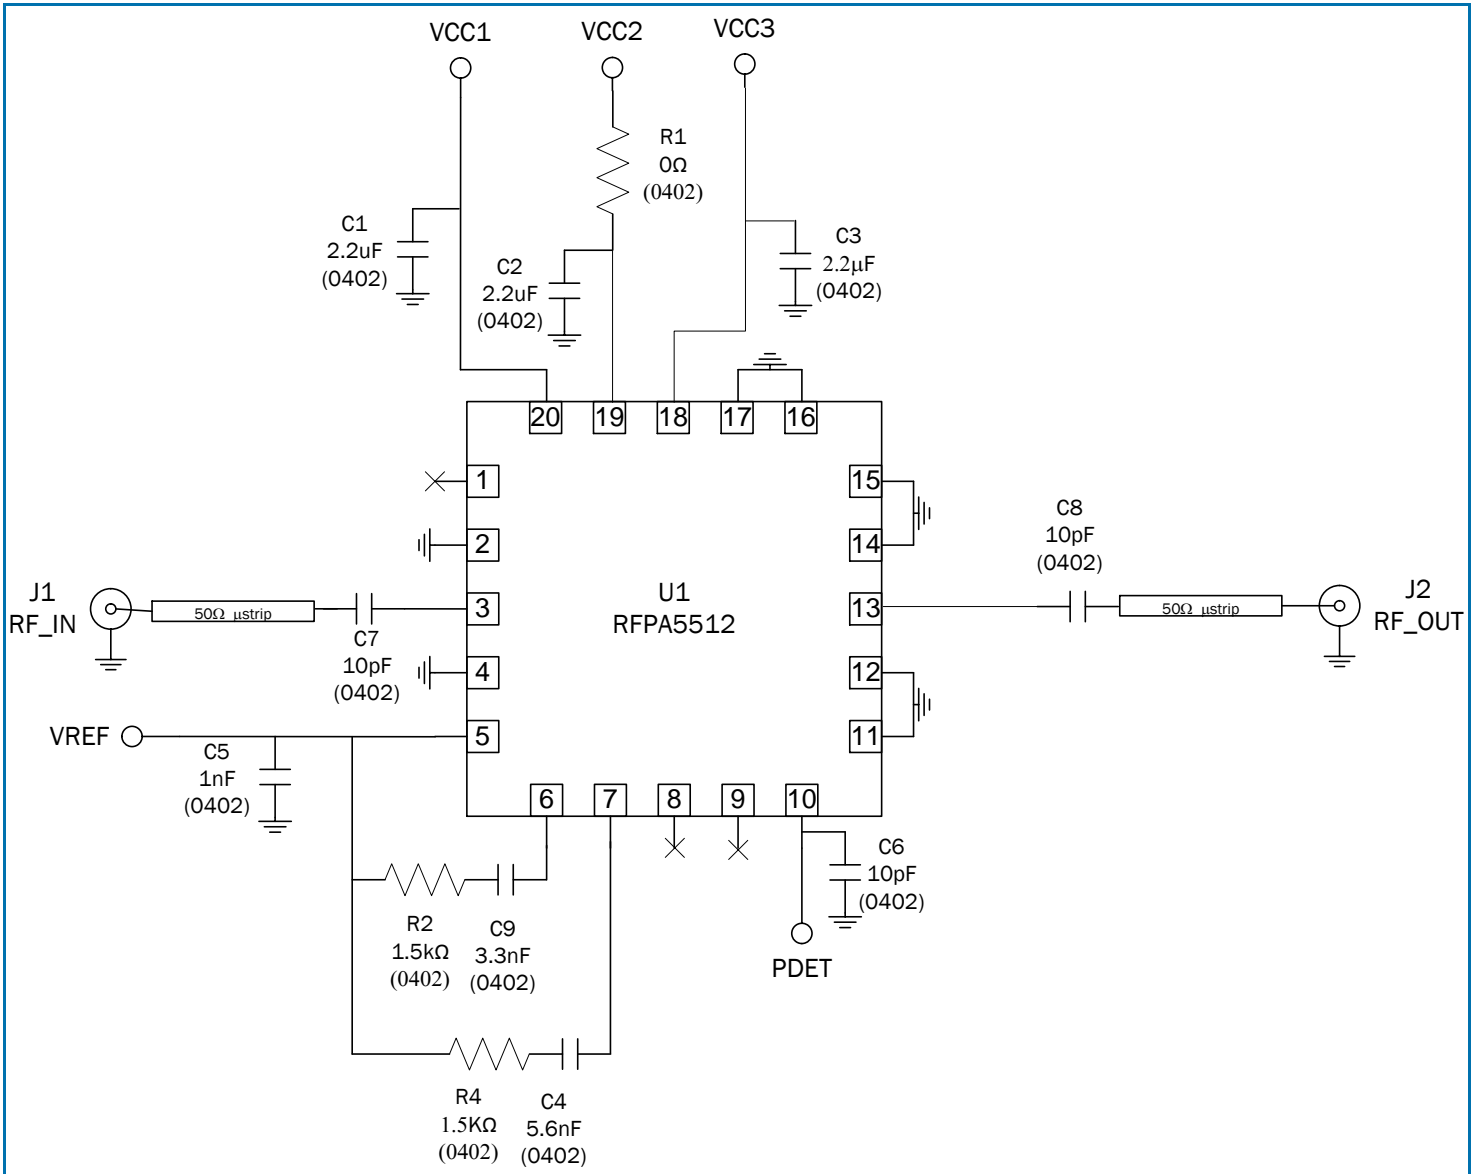 VCC1
VCC2
VCC3
R1
0Ω
(0402)
C1
2.2uF
(0402)
C2
2.2uF
(0402)
C3
2.2μF
(0402)
20
19
18
17
16
1
2
3
4
5
15
14
13
12
11
6
7
8
9
10
U1
RFPA5512
J1
RF_IN
50Ω μstrip
C7
10pF
(0402)
C8
10pF
(0402)
50Ω μstrip
J2
RF_OUT
VREF
C5
1nF
(0402)
C6
10pF
(0402)
PDET
R2
1.5kΩ
(0402)
C9
3.3nF
(0402)
R4
1.5KΩ
(0402)
C4
5.6nF
(0402)